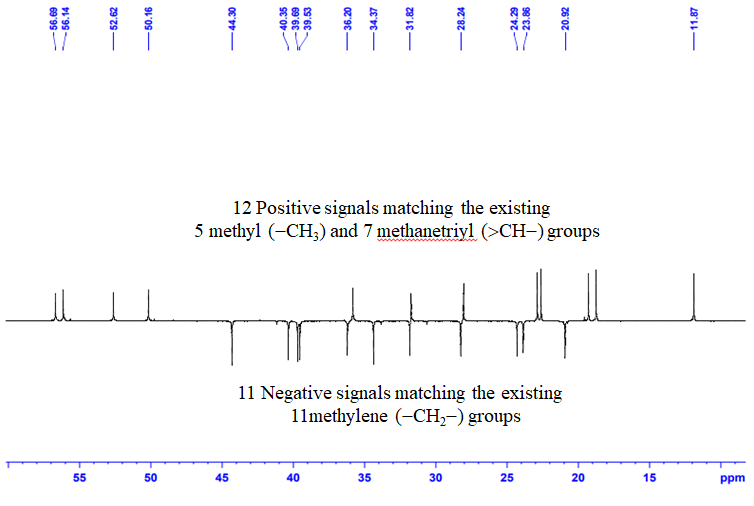 56.69 56.14 52.62 50.16 44.30 40.35 39.69 39.53 36.20 34.37 31.82 28.24 24.29 23.86 20.92 11.87
12 Positive signals matching the existing
5 methyl (−CH₃) and 7 methanetriyl (>CH−) groups
11 Negative signals matching the existing
11methylene (−CH₂−) groups
55 50 45 40 35 30 25 20 15 ppm